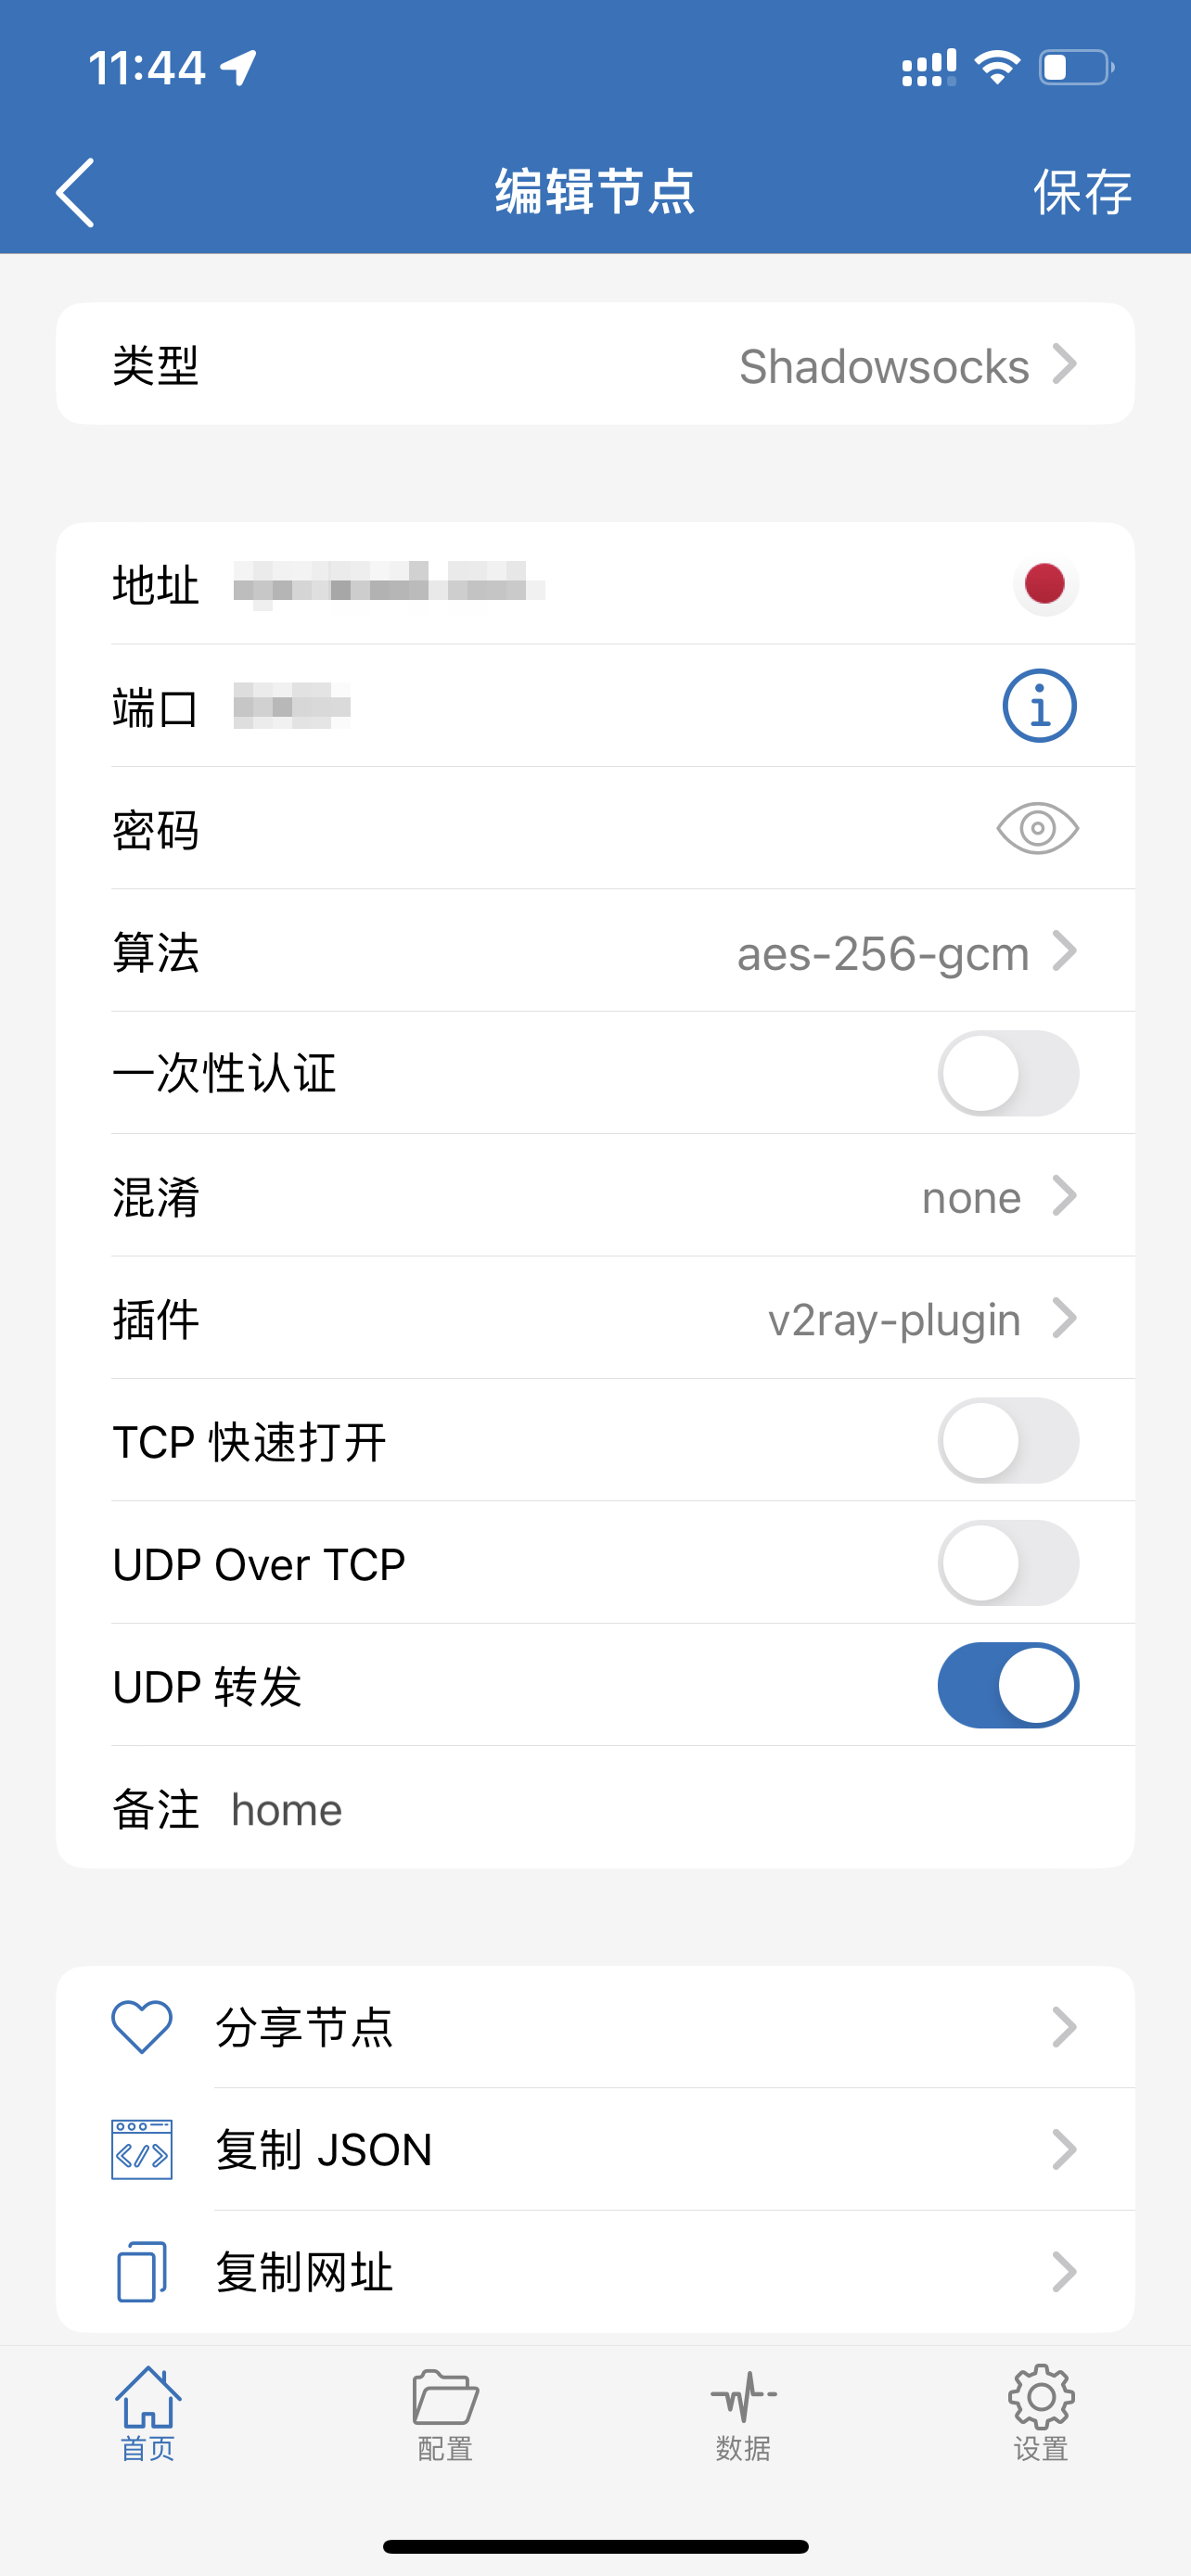 11:44
编辑节点
保存
类型 Shadowsocks
地址
端口
密码
算法 aes-256-gcm
一次性认证
混淆 none
插件 v2ray-plugin
TCP 快速打开
UDP Over TCP
UDP 转发
备注 home
分享节点
复制 JSON
复制网址
首页 配置 数据 设置